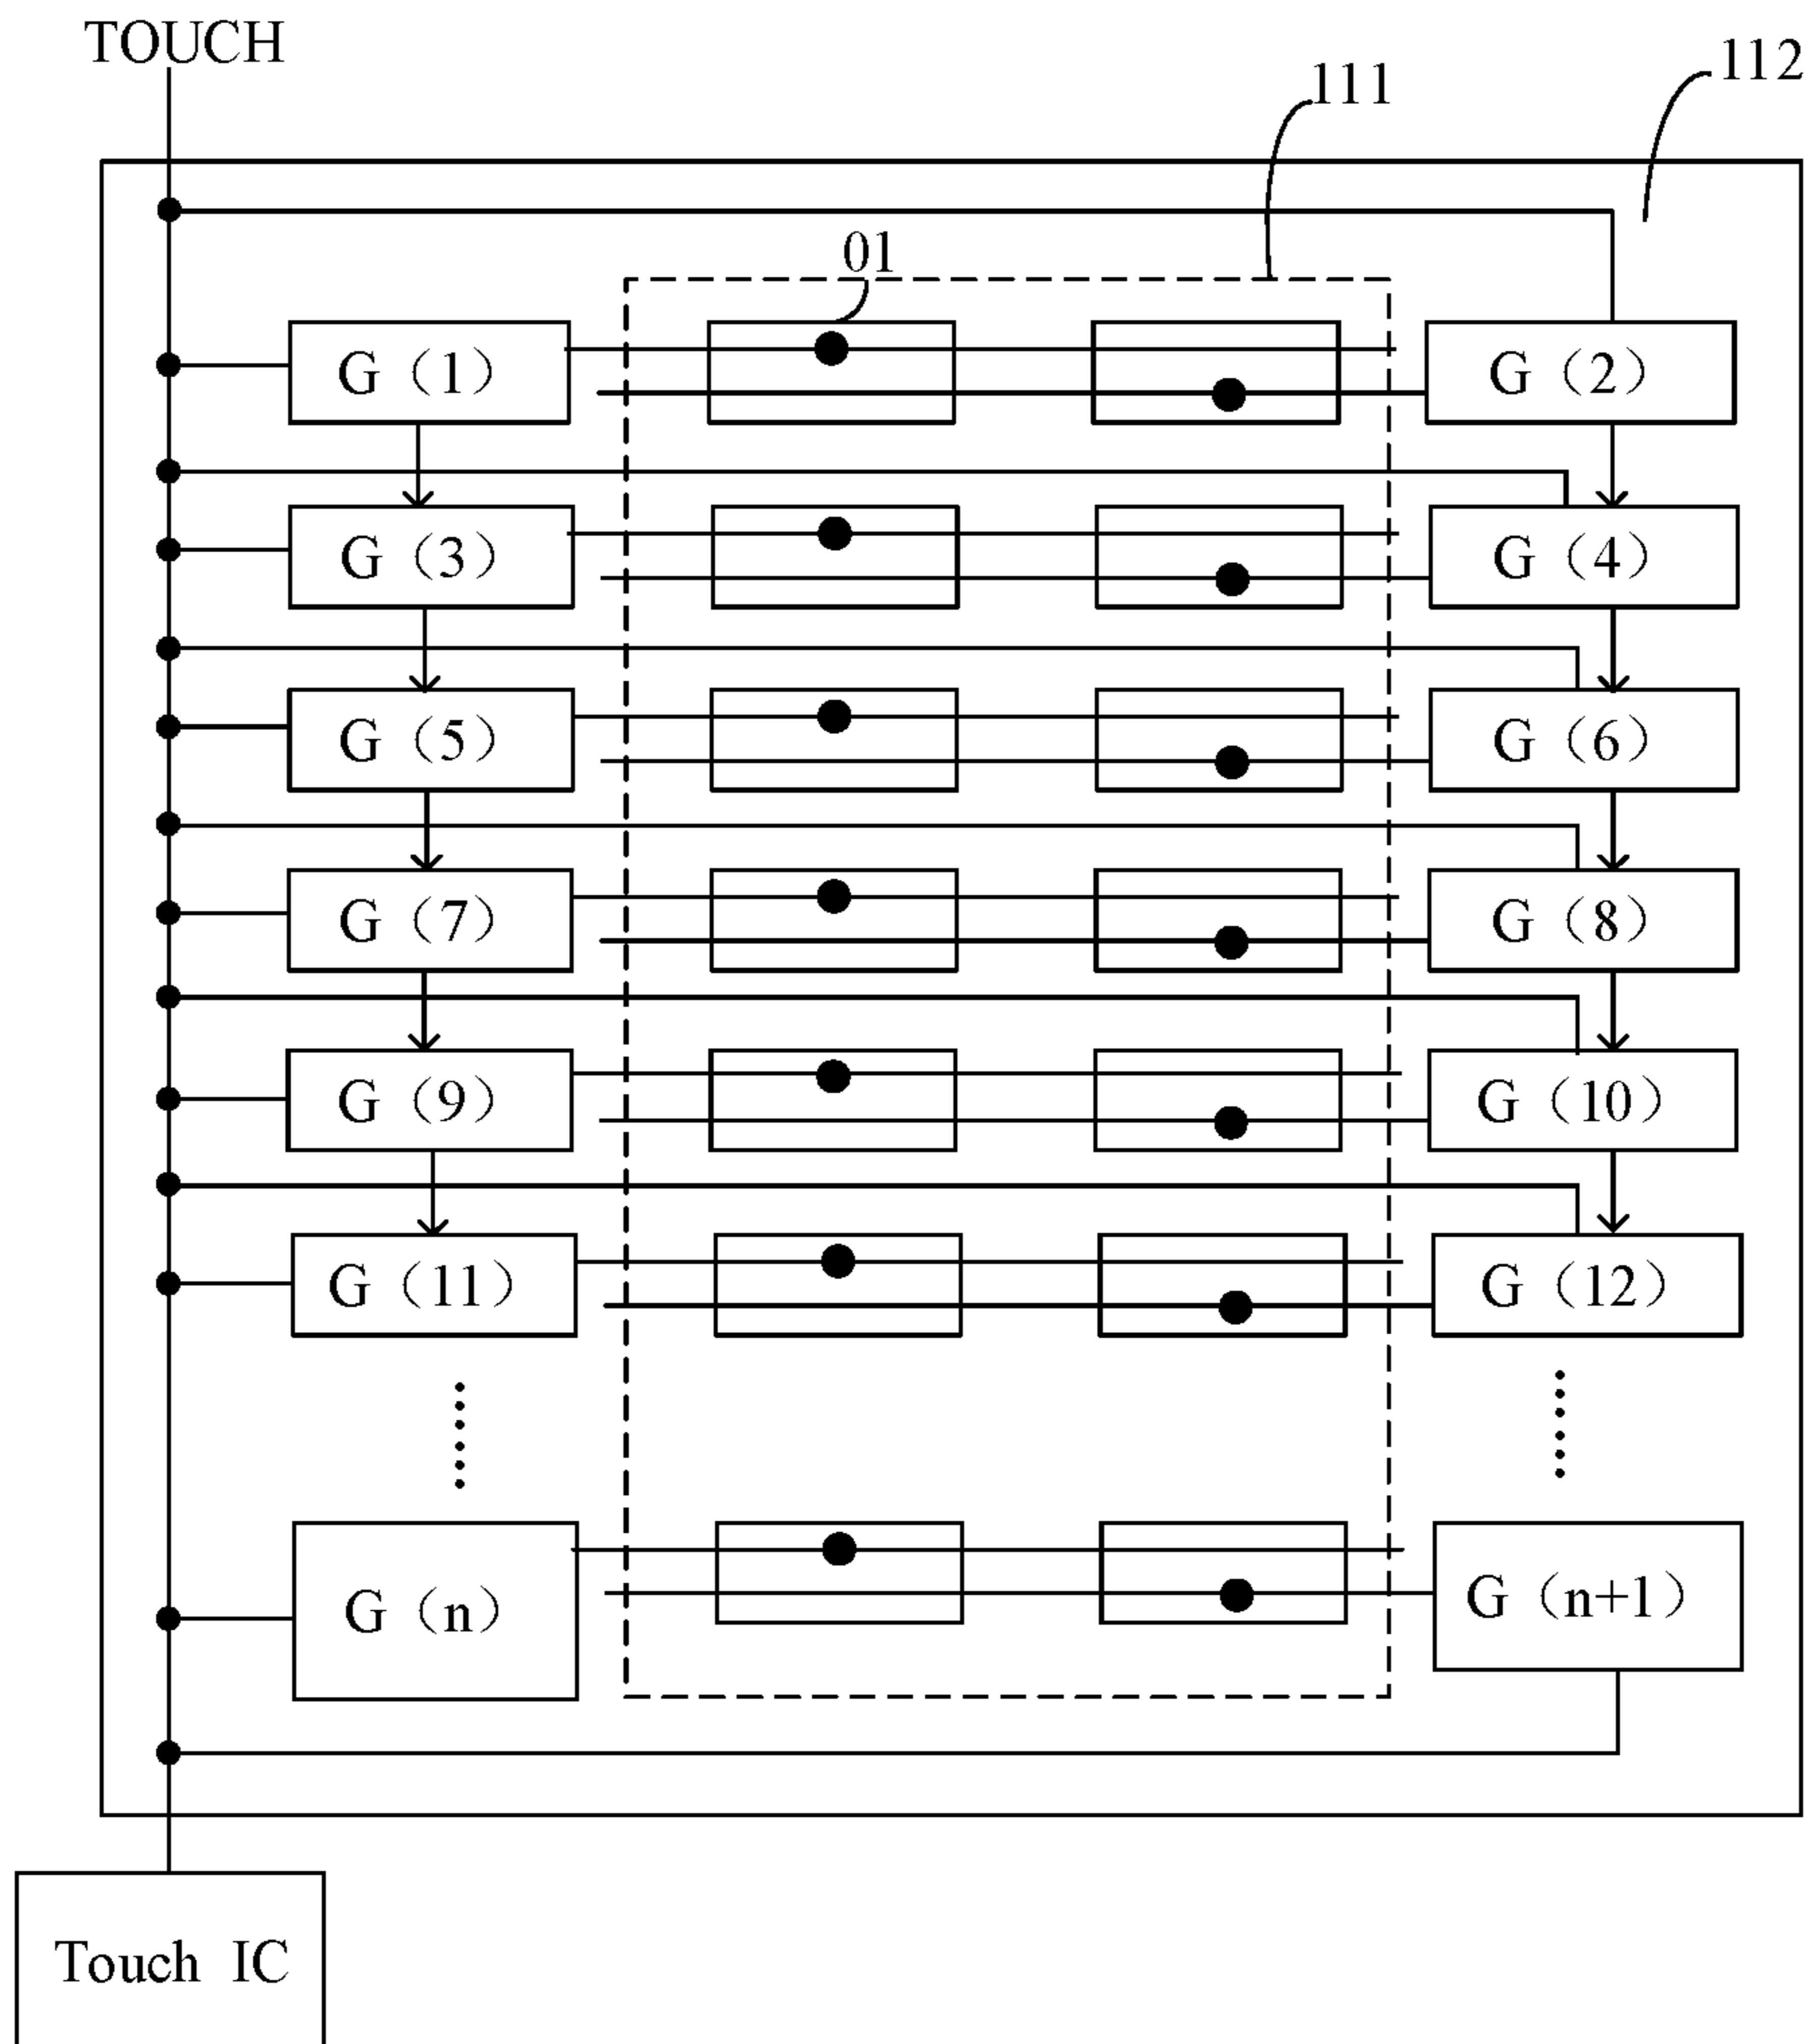 TOUCH
112
111
01
G（1）
G（2）
G（3）
G（4）
G（5）
G（6）
G（7）
G（8）
G（9）
G（10）
G（11）
G（12）
G（n）
G（n+1）
Touch IC